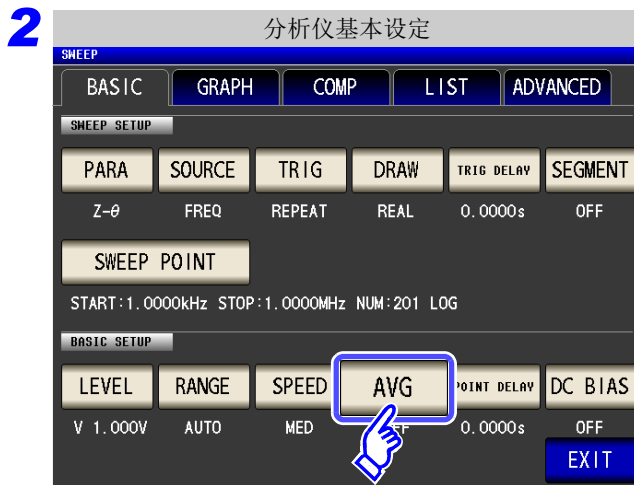 2
分析仪基本设定
SWEEP
BASIC GRAPH COMP LIST ADVANCED
SWEEP SETUP
PARA SOURCE TRIG DRAW TRIG DELAY SEGMENT
Z-θ FREQ REPEAT REAL 0.0000s OFF
SWEEP POINT
START:1.0000kHz STOP:1.0000MHz NUM:201 LOG
BASIC SETUP
LEVEL RANGE SPEED AVG POINT DELAY DC BIAS
V 1.000V AUTO MED 0.0000s OFF
EXIT